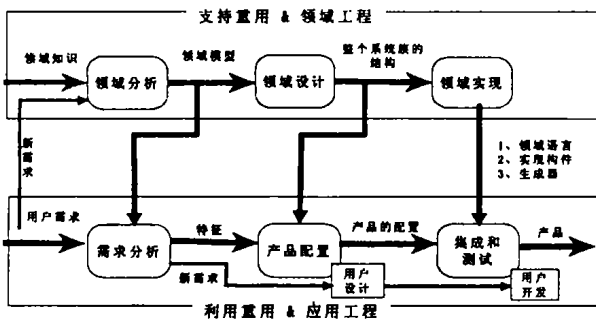 支持重用 & 领域工程
领域知识
领域分析
领域模型
领域设计
整个系统族的
结构
领域实现
新需求
1、领域语言
2、实现构件
3、生成器
用户需求
需求分析
特征
产品配置
产品的配置
集成和
测试
产品
新需求
用户
设计
用户
开发
利用重用 & 应用工程